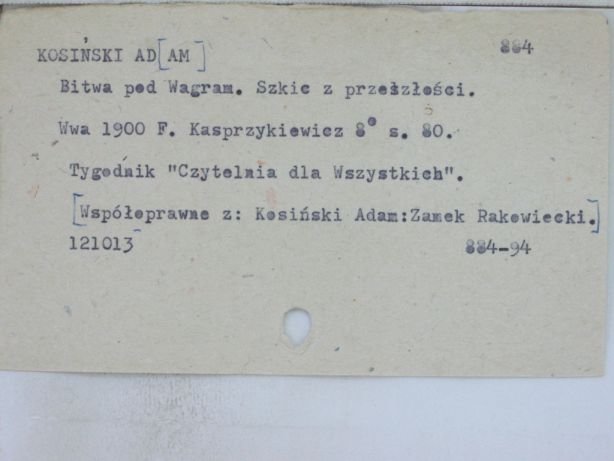 KOSIŃSKI AD[AM] 884
Bitwa pod Wagram. Szkic z przeszłości.
Wwa 1900 F. Kasprzykiewicz 8° s. 80.
Tygodnik "Czytelnia dla Wszystkich".
[Współoprawne z: Kosiński Adam:Zamek Rakowiecki.]
121013 884-94